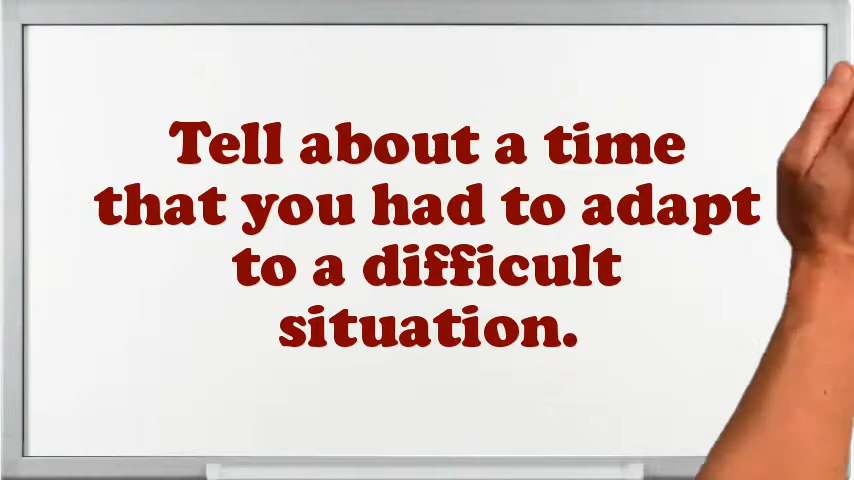 Tell about a time
that you had to adapt
to a difficult
situation.